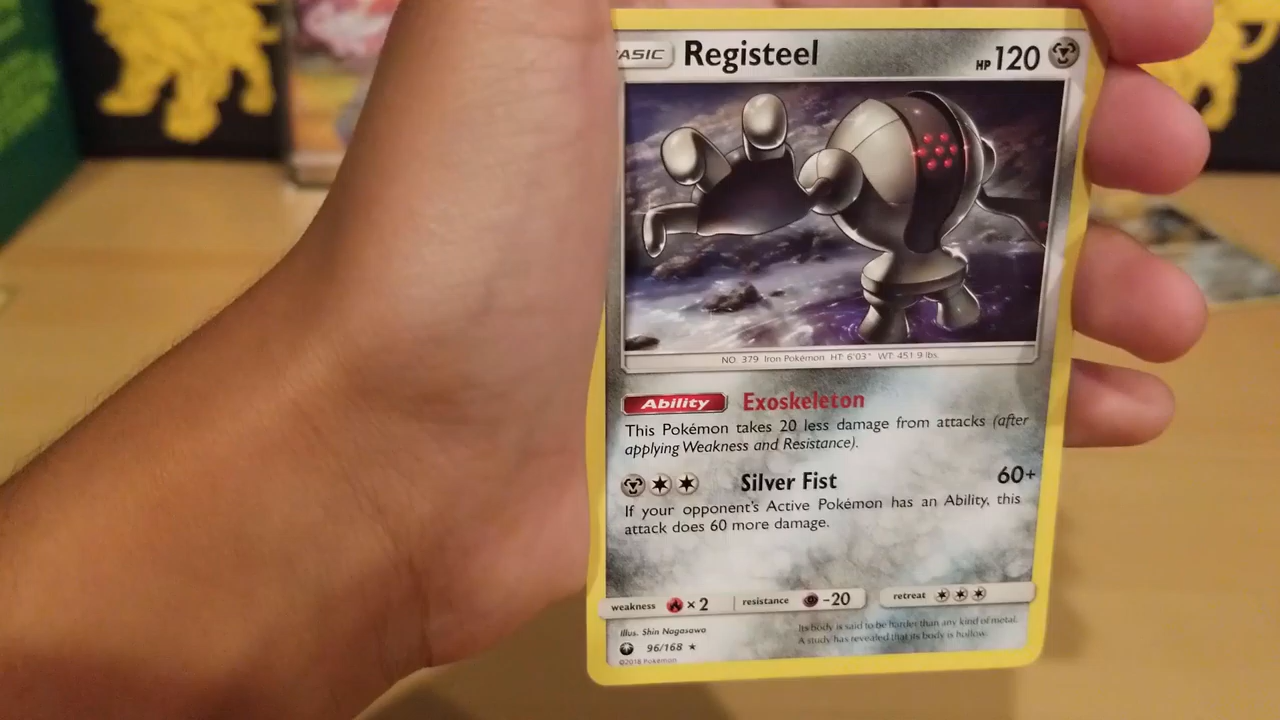 ASIC Registeel HP 120
NO. 379 Iron Pokémon HT: 6'03" WT: 451.9 lbs.
Ability Exoskeleton
This Pokémon takes 20 less damage from attacks (after
applying Weakness and Resistance).
Silver Fist 60+
If your opponent's Active Pokémon has an Ability, this
attack does 60 more damage.
weakness ×2 resistance -20 retreat
Illus. Shin Nagasawa
Its body is said to be harder than any kind of metal.
A study has revealed that its body is hollow.
96/168 ★
©2018 Pokémon